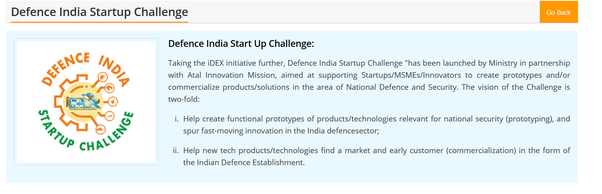 Defence India Startup Challenge
Go Back
DEFENCE INDIA
STARTUP CHALLENGE
Defence India Start Up Challenge:
Taking the iDEX initiative further, Defence India Startup Challenge "has been launched by Ministry in partnership
with Atal Innovation Mission, aimed at supporting Startups/MSMEs/Innovators to create prototypes and/or
commercialize products/solutions in the area of National Defence and Security. The vision of the Challenge is
two-fold:
i. Help create functional prototypes of products/technologies relevant for national security (prototyping), and
spur fast-moving innovation in the India defencesector;
ii. Help new tech products/technologies find a market and early customer (commercialization) in the form of
the Indian Defence Establishment.